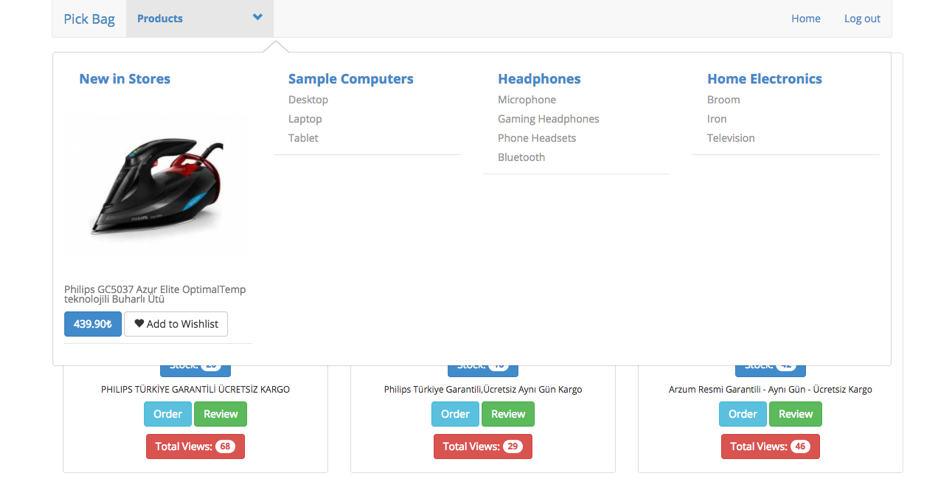 Pick Bag
Products
Home
Log out
New in Stores
Philips GC5037 Azur Elite OptimalTemp
teknolojili Buharlı Ütü
439.90₺
Add to Wishlist
Sample Computers
Desktop
Laptop
Tablet
Headphones
Microphone
Gaming Headphones
Phone Headsets
Bluetooth
Home Electronics
Broom
Iron
Television
Stock:
Stock:
Stock:
PHILIPS TÜRKİYE GARANTİLİ ÜCRETSİZ KARGO
Philips Türkiye Garantili,Ücretsiz Aynı Gün Kargo
Arzum Resmi Garantili - Aynı Gün - Ücretsiz Kargo
Order Review
Order Review
Order Review
Total Views: 68
Total Views: 29
Total Views: 46